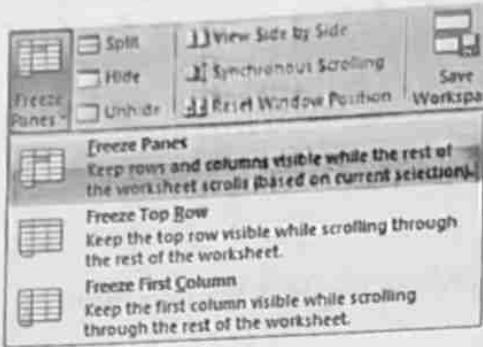 Split
Hide
Unhide
View Side by Side
Synchronous Scrolling
Reset Window Position
Freeze
Panes
Save
Workspa
Freeze Panes
Keep rows and columns visible while the rest of
the worksheet scrolls (based on current selection).
Freeze Top Row
Keep the top row visible while scrolling through
the rest of the worksheet.
Freeze First Column
Keep the first column visible while scrolling
through the rest of the worksheet.